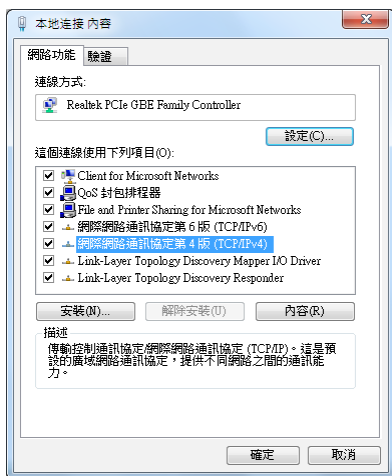 本地连接 內容
網路功能 驗證
連線方式:
Realtek PCIe GBE Family Controller
設定(C)...
這個連線使用下列項目(O):
Client for Microsoft Networks
QoS 封包排程器
File and Printer Sharing for Microsoft Networks
網際網路通訊協定第 6 版 (TCP/IPv6)
網際網路通訊協定第 4 版 (TCP/IPv4)
Link-Layer Topology Discovery Mapper I/O Driver
Link-Layer Topology Discovery Responder
安裝(N)... 解除安裝(U) 內容(R)
描述
傳輸控制通訊協定/網際網路通訊協定 (TCP/IP)。這是預
設的廣域網路通訊協定，提供不同網路之間的通訊能
力。
確定 取消